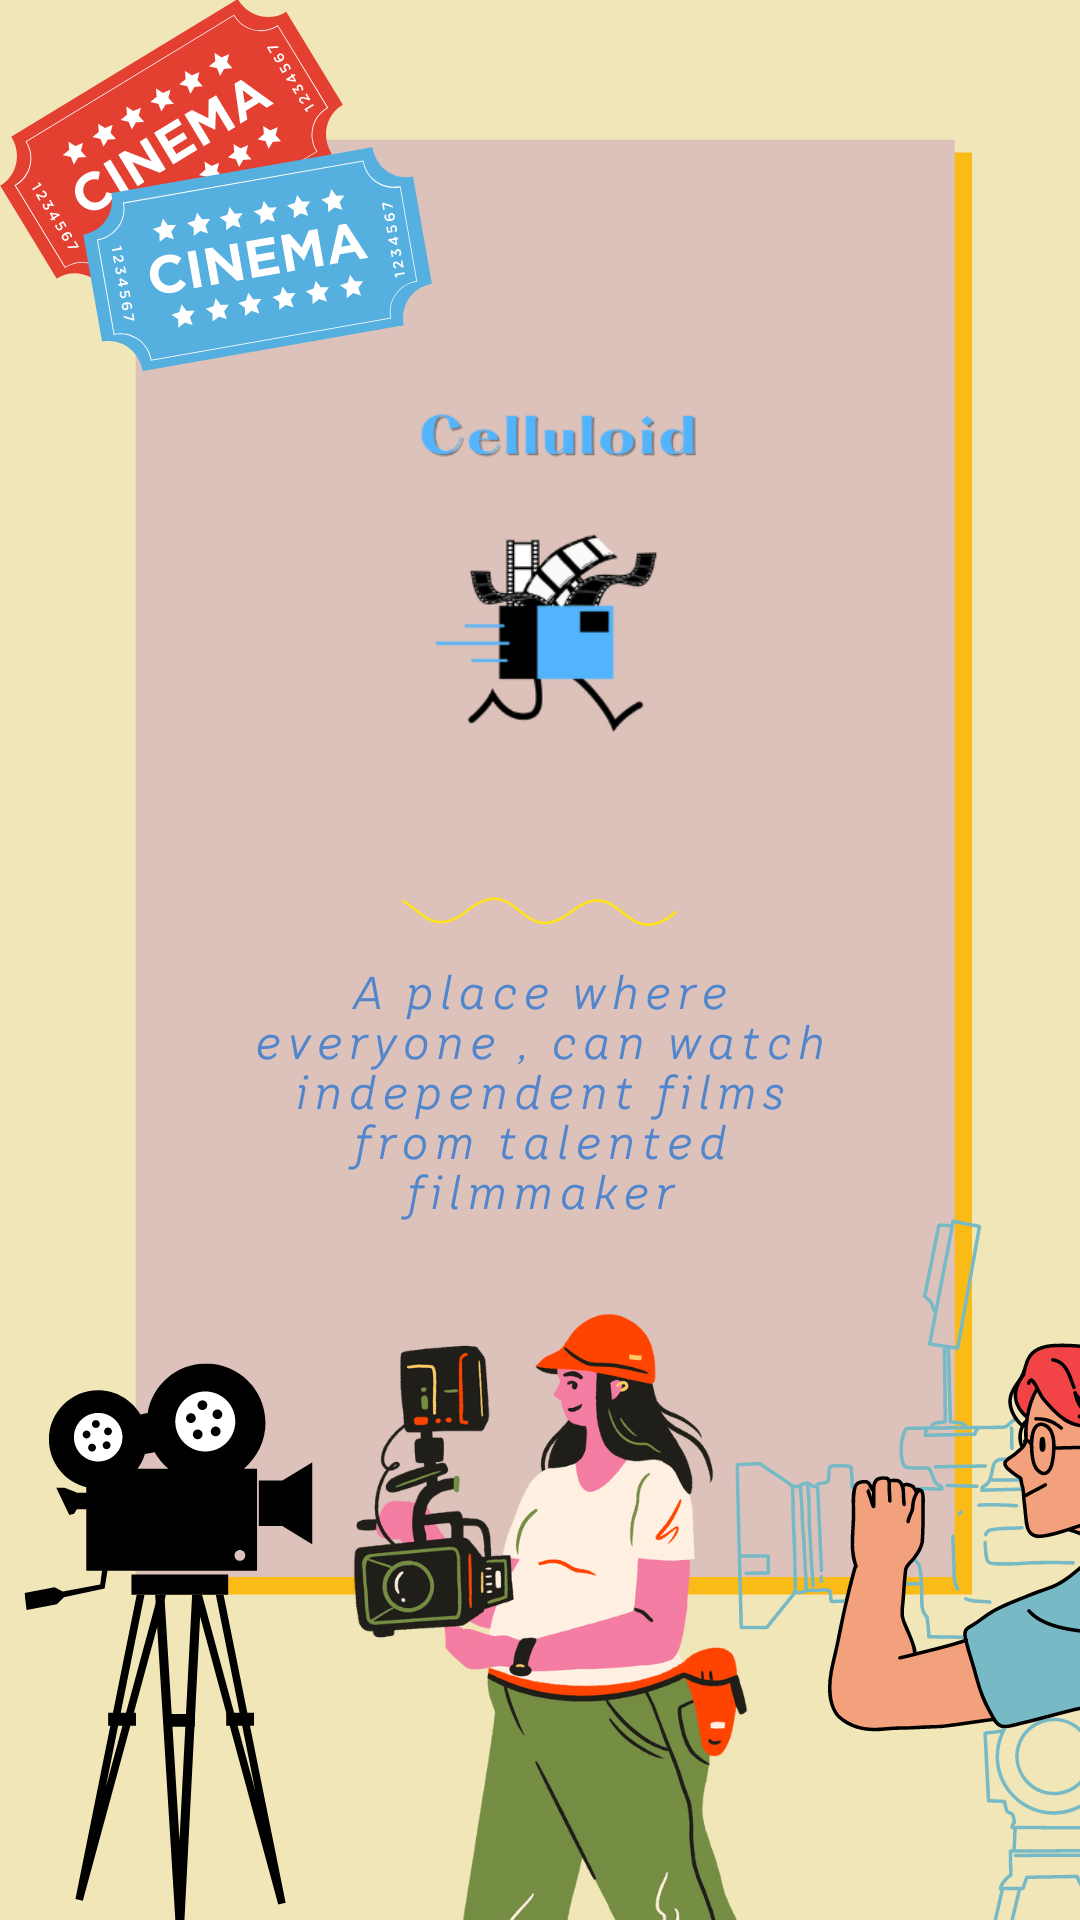 CINEMA
1234567
1234567
CINEMA
1234567
1234567
Celluloid
A place where
everyone , can watch
independent films
from talented
filmmaker